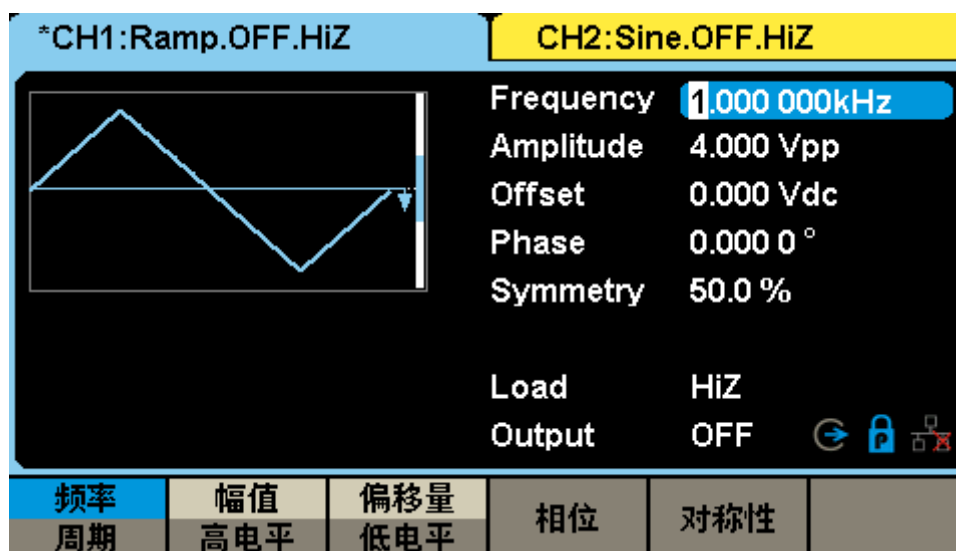 *CH1:Ramp.OFF.HiZ
CH2:Sine.OFF.HiZ
Frequency 1.000 000kHz
Amplitude 4.000 Vpp
Offset 0.000 Vdc
Phase 0.000 0 °
Symmetry 50.0 %
Load HiZ
Output OFF
频率 幅值 偏移量 相位 对称性
周期 高电平 低电平